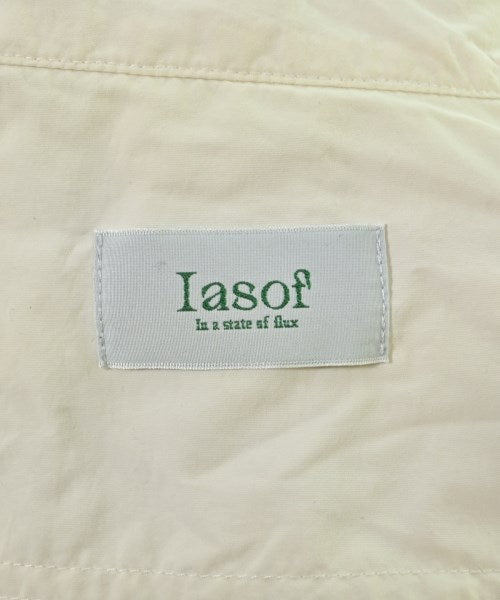 Iasof
In a state of flux